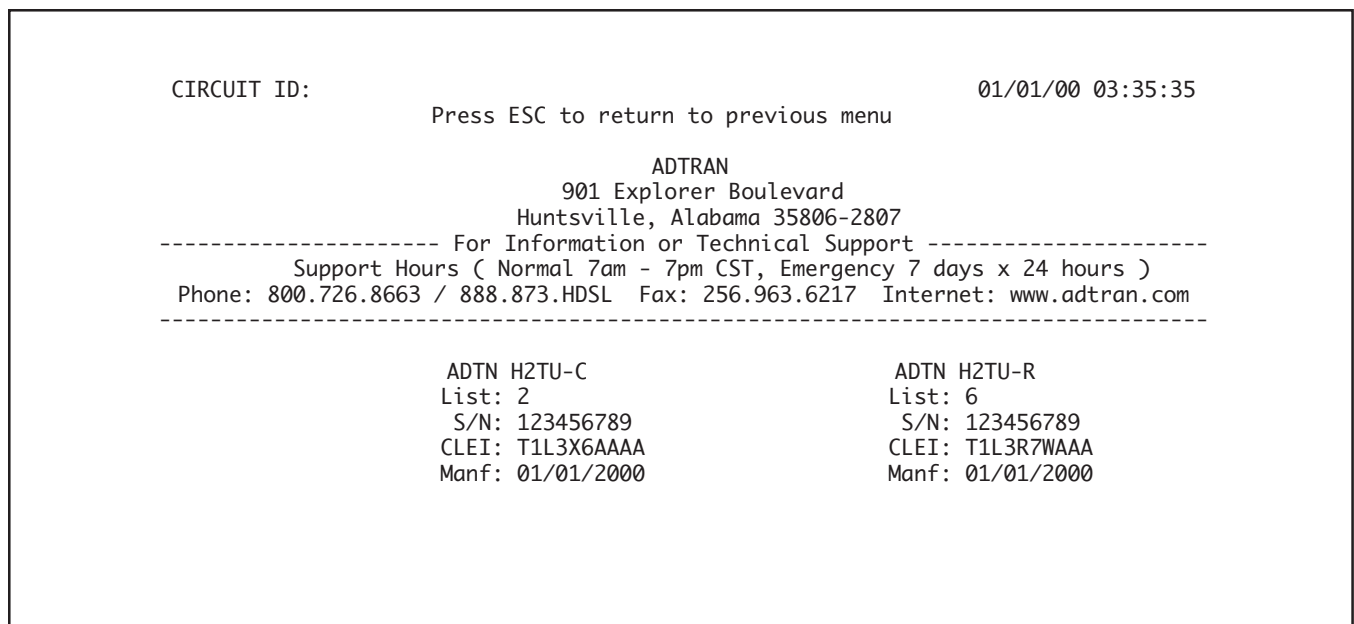 CIRCUIT ID: 01/01/00 03:35:35
Press ESC to return to previous menu
ADTRAN
901 Explorer Boulevard
Huntsville, Alabama 35806-2807
---------------------- For Information or Technical Support ----------------------
Support Hours ( Normal 7am - 7pm CST, Emergency 7 days x 24 hours )
Phone: 800.726.8663 / 888.873.HDSL Fax: 256.963.6217 Internet: www.adtran.com
----------------------------------------------------------------------------------
ADTN H2TU-C ADTN H2TU-R
List: 2 List: 6
S/N: 123456789 S/N: 123456789
CLEI: T1L3X6AAAA CLEI: T1L3R7WAAA
Manf: 01/01/2000 Manf: 01/01/2000